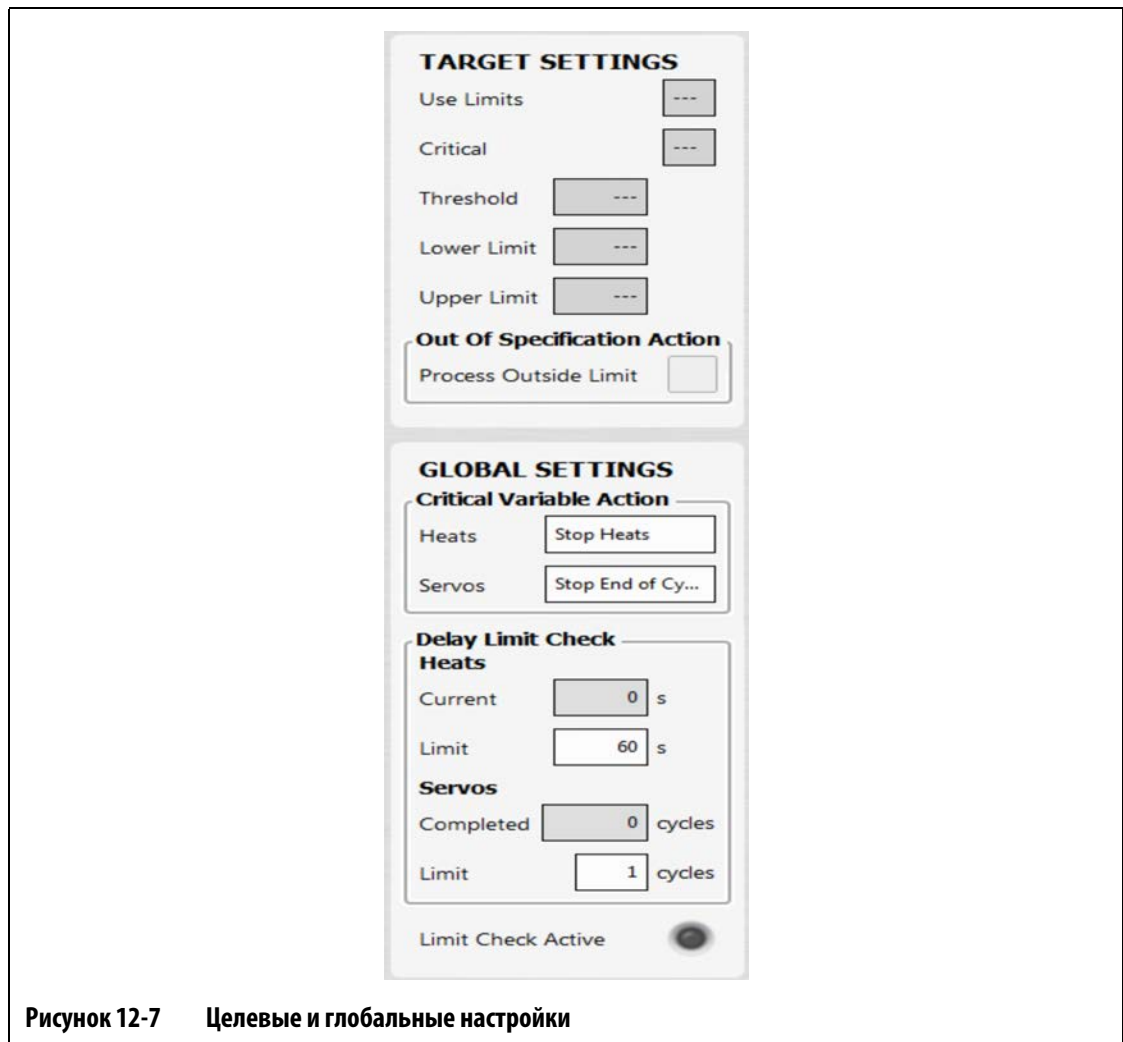 TARGET SETTINGS
Use Limits ---
Critical ---
Threshold ---
Lower Limit ---
Upper Limit ---
Out Of Specification Action
Process Outside Limit
GLOBAL SETTINGS
Critical Variable Action
Heats Stop Heats
Servos Stop End of Cy...
Delay Limit Check
Heats
Current 0 s
Limit 60 s
Servos
Completed 0 cycles
Limit 1 cycles
Limit Check Active
Рисунок 12-7 Целевые и глобальные настройки